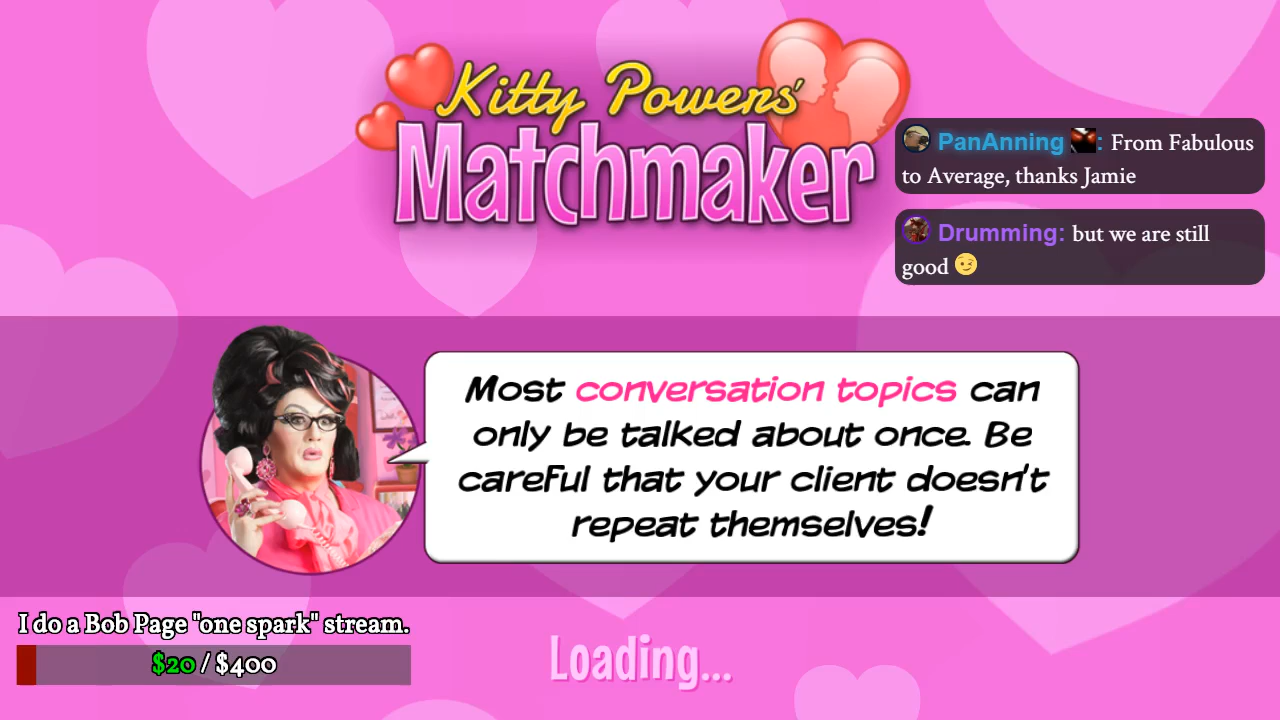 Kitty Powers'
Matchmaker
PanAnning : From Fabulous
to Average, thanks Jamie
Drumming: but we are still
good 😉
Most conversation topics can
only be talked about once. Be
careful that your client doesn't
repeat themselves!
I do a Bob Page "one spark" stream.
$20 / $400
Loading...